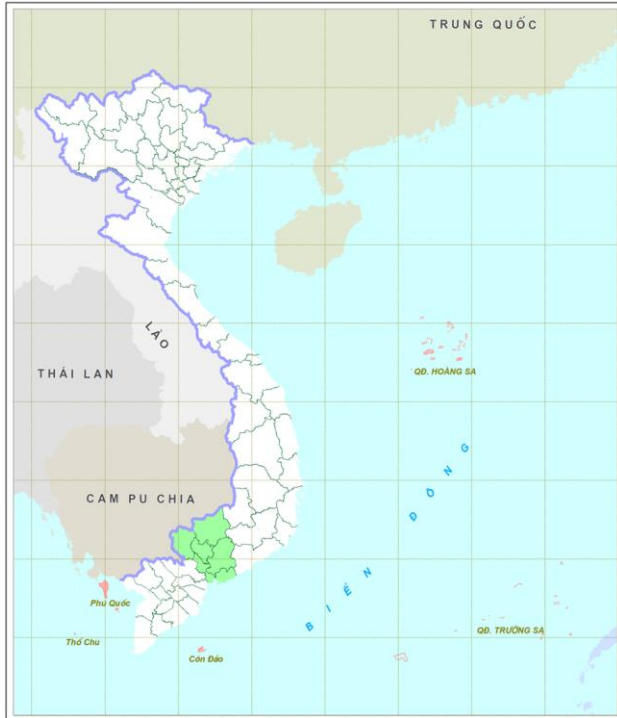 TRUNG QUỐC
LÀO
THÁI LAN
QĐ. HOÀNG SA
CAM PU CHIA
BIỂN ĐÔNG
Phú Quốc
QĐ. TRƯỜNG SA
Thổ Chu
Côn Đảo